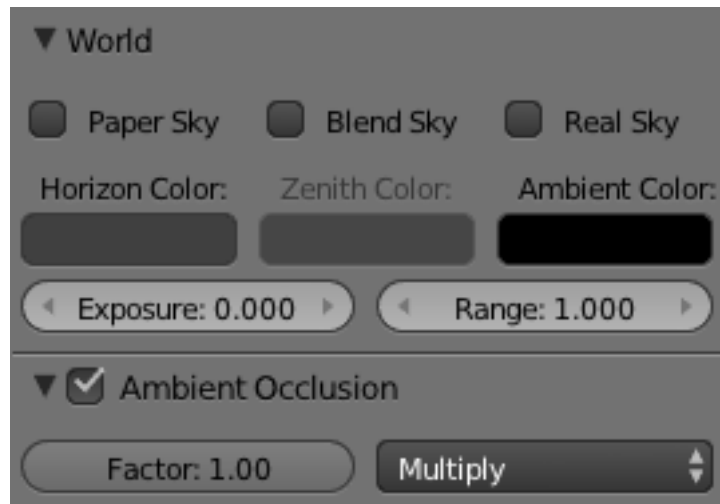 World
Paper Sky Blend Sky Real Sky
Horizon Color: Zenith Color: Ambient Color:
Exposure: 0.000 Range: 1.000
Ambient Occlusion
Factor: 1.00 Multiply